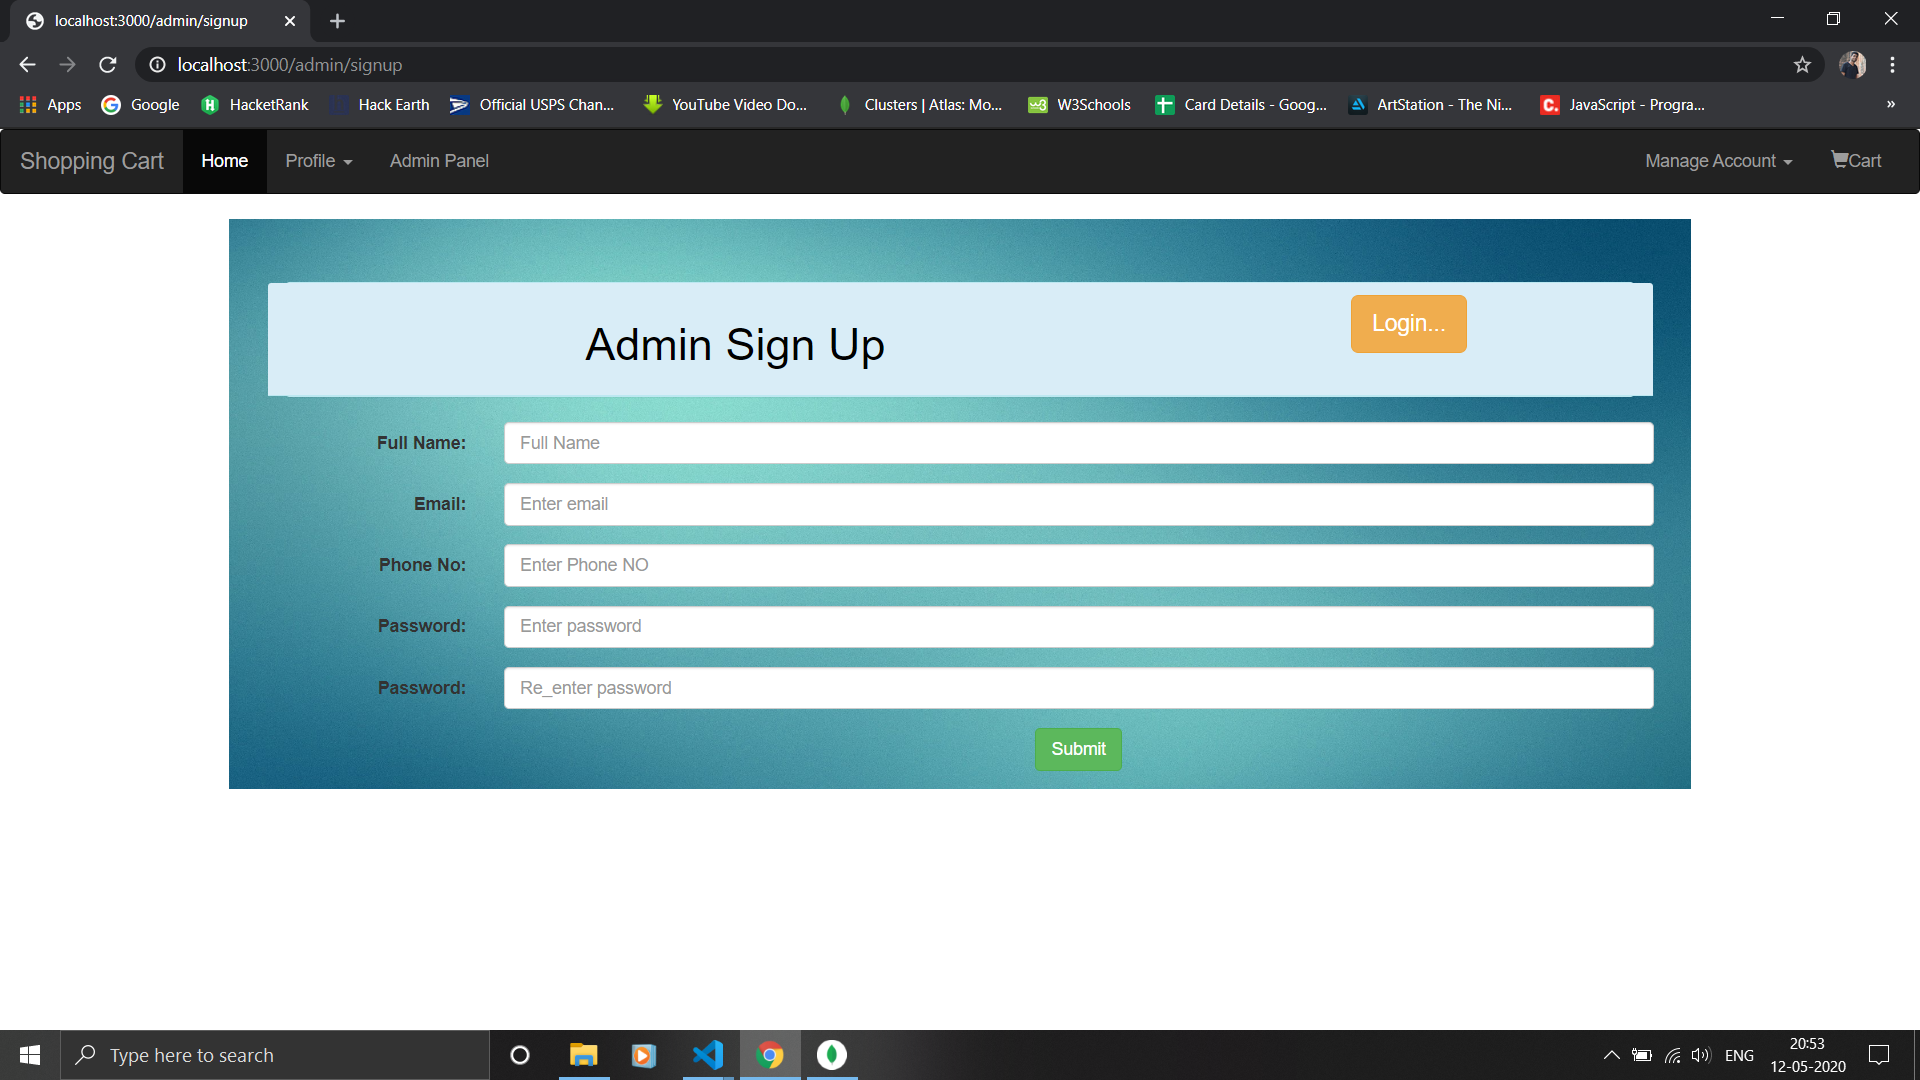 localhost:3000/admin/signup
localhost:3000/admin/signup
Apps Google HacketRank Hack Earth Official USPS Chan... YouTube Video Do... Clusters | Atlas: Mo... W3Schools Card Details - Goog... ArtStation - The Ni... JavaScript - Progra... »
Shopping Cart Home Profile Admin Panel Manage Account Cart
Admin Sign Up Login...
Full Name: Full Name
Email: Enter email
Phone No: Enter Phone NO
Password: Enter password
Password: Re_enter password
Submit
Type here to search ENG 20:53
12-05-2020